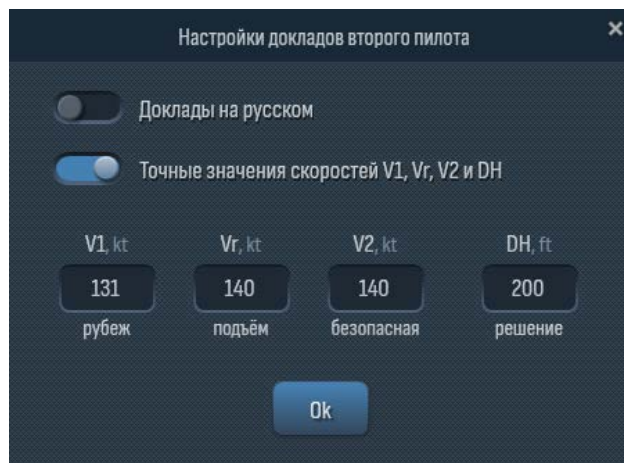 Настройки докладов второго пилота ×
Доклады на русском
Точные значения скоростей V1, Vr, V2 и DH
V1, kt Vr, kt V2, kt DH, ft
131 140 140 200
рубеж подъём безопасная решение
Ok